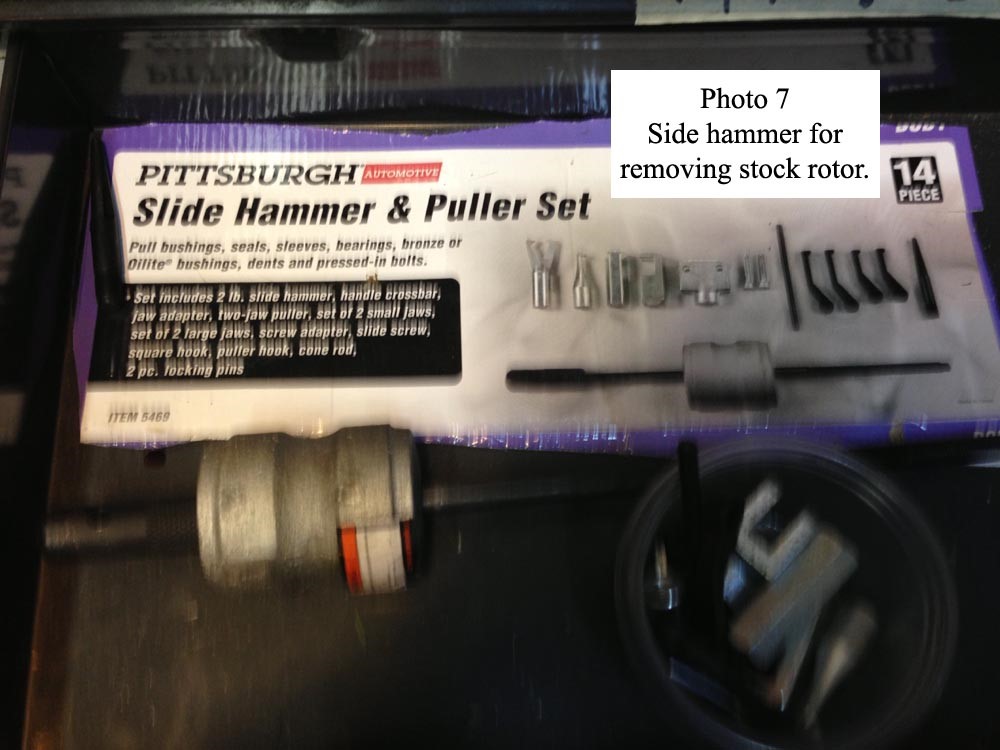 Photo 7
Side hammer for
removing stock rotor.
PITTSBURGH AUTOMOTIVE
Slide Hammer & Puller Set
14
PIECE
Pull bushings, seals, sleeves, bearings, bronze or
Oilite® bushings, dents and pressed-in bolts.
Set includes 2 lb. slide hammer, handle crossbar,
jaw adapter, two-jaw puller, set of 2 small jaws,
set of 2 large jaws, screw adapter, slide screw,
square hook, puller hook, cone rod,
2 pc. locking pins
ITEM 5469